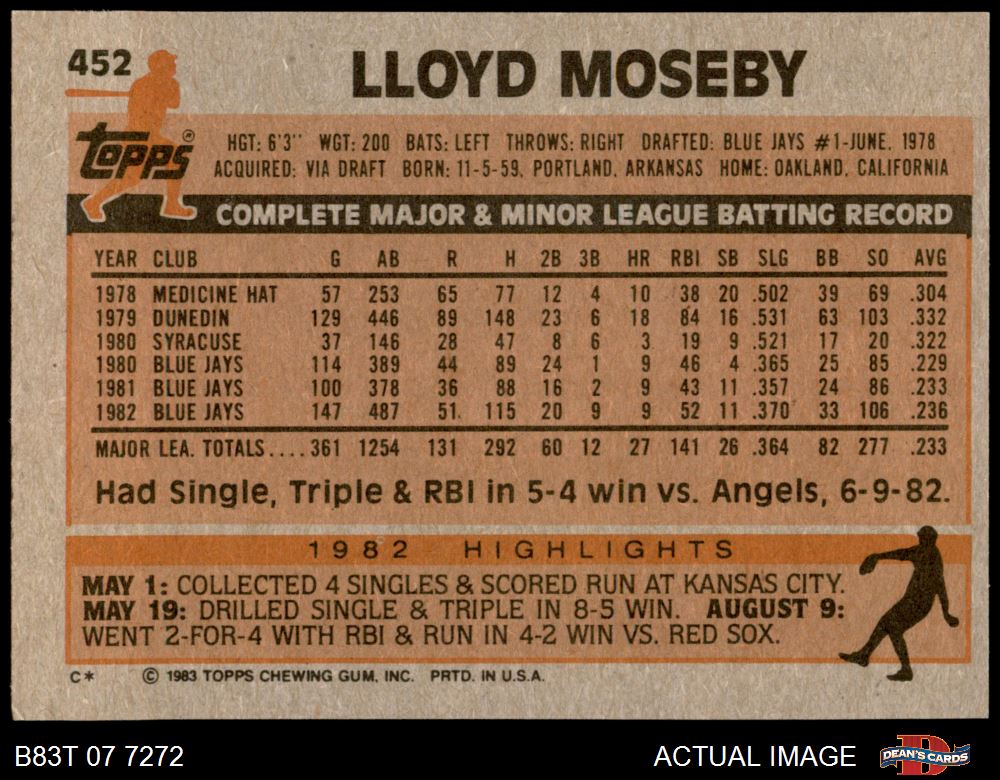 452
LLOYD MOSEBY
topps®
HGT: 6'3'' WGT: 200 BATS: LEFT THROWS: RIGHT DRAFTED: BLUE JAYS #1-JUNE, 1978
ACQUIRED: VIA DRAFT BORN: 11-5-59, PORTLAND, ARKANSAS HOME: OAKLAND, CALIFORNIA
COMPLETE MAJOR & MINOR LEAGUE BATTING RECORD
YEAR CLUB G AB R H 2B 3B HR RBI SB SLG BB SO AVG
1978 MEDICINE HAT 57 253 65 77 12 4 10 38 20 .502 39 69 .304
1979 DUNEDIN 129 446 89 148 23 6 18 84 16 .531 63 103 .332
1980 SYRACUSE 37 146 28 47 8 6 3 19 9 .521 17 20 .322
1980 BLUE JAYS 114 389 44 89 24 1 9 46 4 .365 25 85 .229
1981 BLUE JAYS 100 378 36 88 16 2 9 43 11 .357 24 86 .233
1982 BLUE JAYS 147 487 51 115 20 9 9 52 11 .370 33 106 .236
MAJOR LEA. TOTALS....361 1254 131 292 60 12 27 141 26 .364 82 277 .233
Had Single, Triple & RBI in 5-4 win vs. Angels, 6-9-82.
1982 HIGHLIGHTS
MAY 1: COLLECTED 4 SINGLES & SCORED RUN AT KANSAS CITY.
MAY 19: DRILLED SINGLE & TRIPLE IN 8-5 WIN. AUGUST 9:
WENT 2-FOR-4 WITH RBI & RUN IN 4-2 WIN VS. RED SOX.
C* © 1983 TOPPS CHEWING GUM, INC. PRTD. IN U.S.A.
B83T 07 7272 ACTUAL IMAGE DEAN'S CARDS